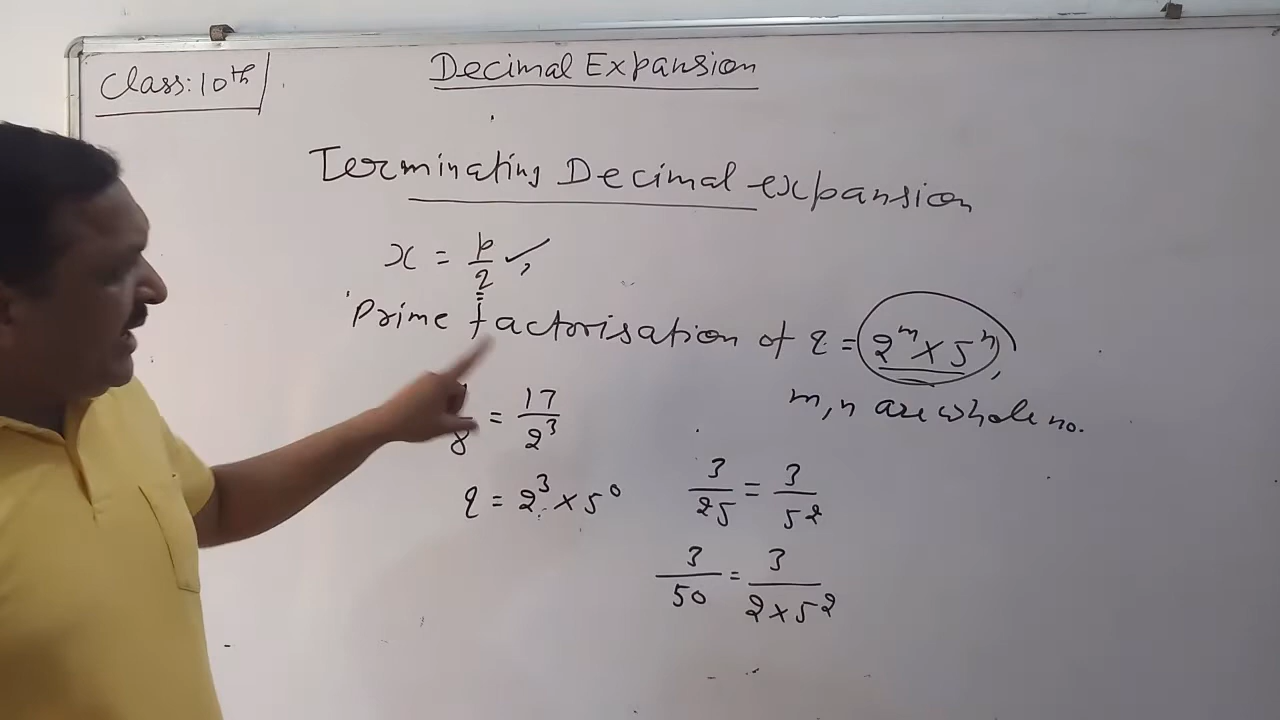 Class: 10th
Decimal Expansion
Terminating Decimal expansion
x = p/q ✓,
Prime factorisation of q = 2^m × 5^n,
m, n are whole no.
/8 = 17/2^3
q = 2^3 × 5^0
3/25 = 3/5^2
3/50 = 3/2×5^2